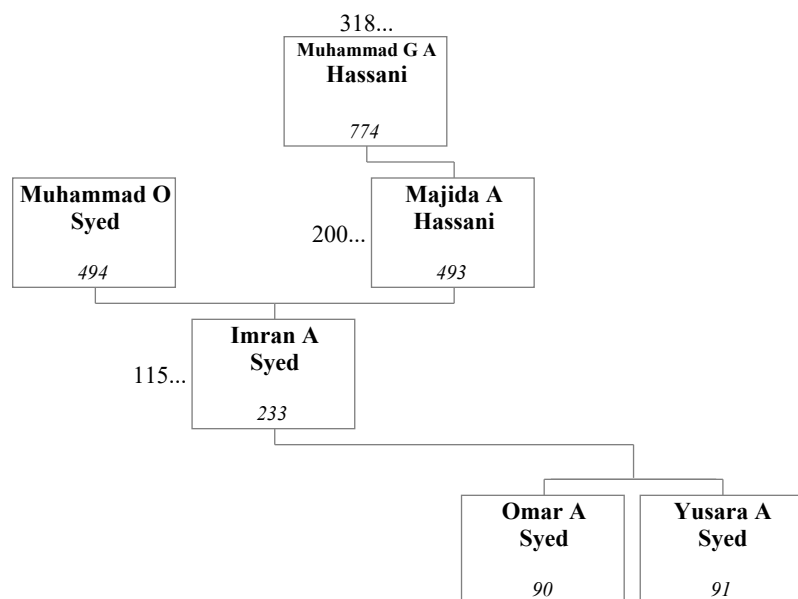 318...
Muhammad G A
Hassani
774
Muhammad O
Syed
494
Majida A
Hassani
493
200...
Imran A
Syed
233
115...
Omar A
Syed
90
Yusara A
Syed
91